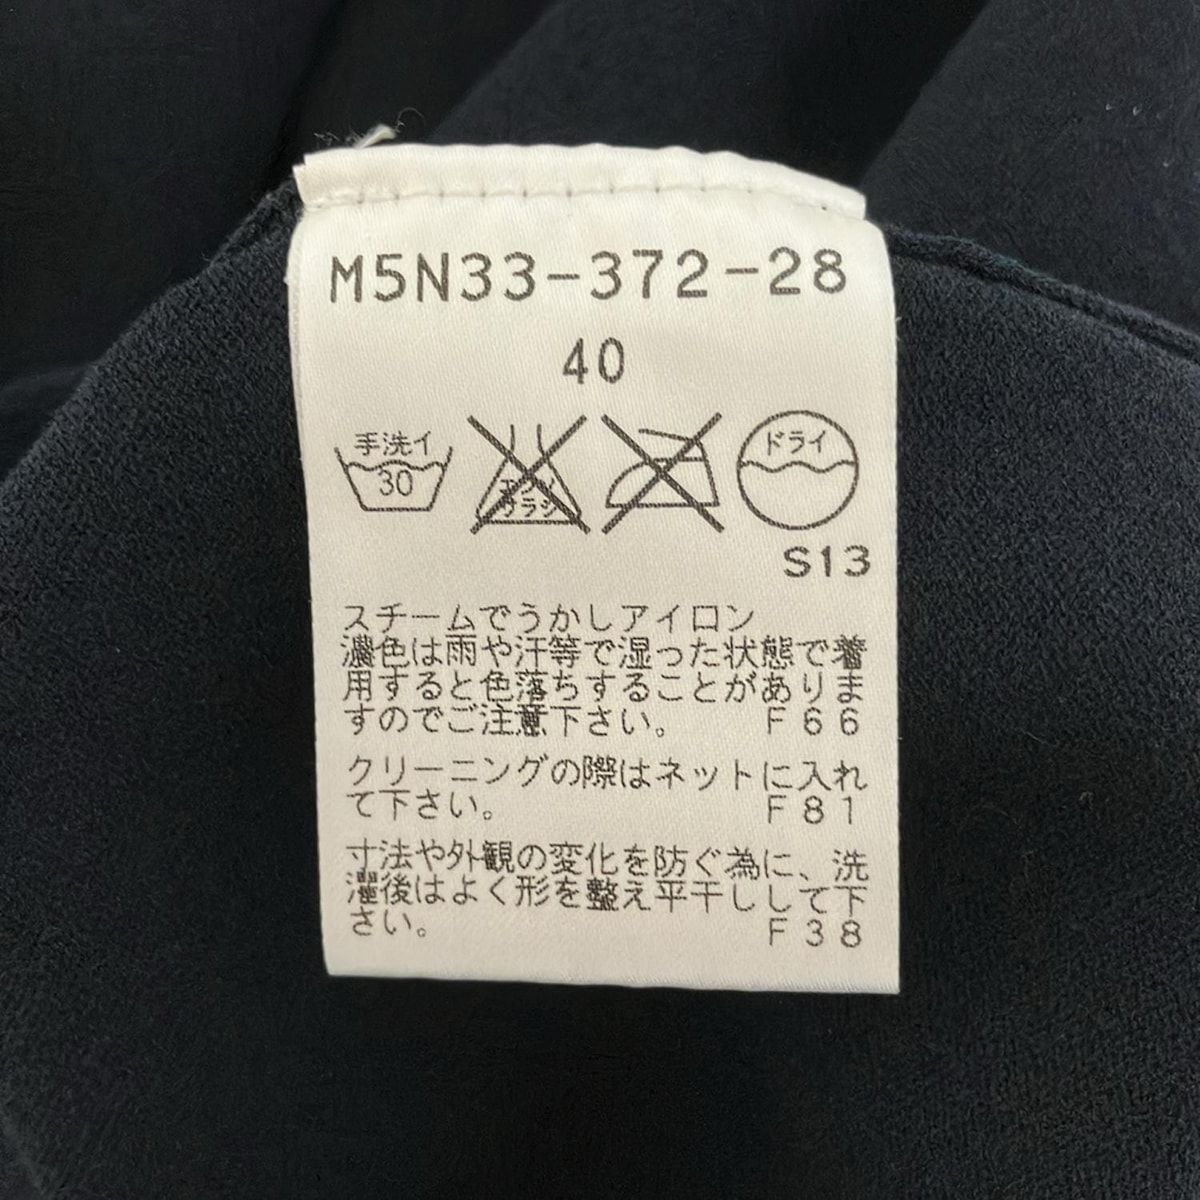 M5N33-372-28
40
手洗イ
30
エンソ
サラシ
ドライ
S13
スチームでうかしアイロン
濃色は雨や汗等で湿った状態で着
用すると色落ちすることがありま
すのでご注意下さい。 F66
クリーニングの際はネットに入れ
て下さい。 F81
寸法や外観の変化を防ぐ為に、洗
濯後はよく形を整え平干しして下
さい。 F38